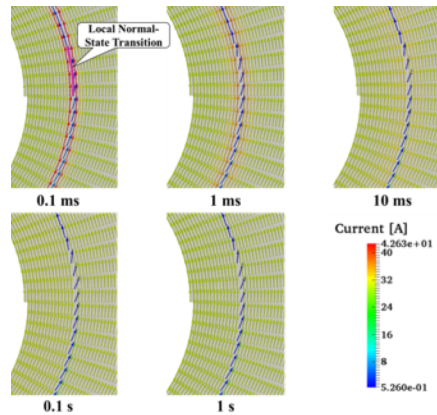 Local Normal-
State Transition
0.1 ms
1 ms
10 ms
0.1 s
1 s
Current [A]
4.263e+01
40
32
24
16
8
5.260e-01